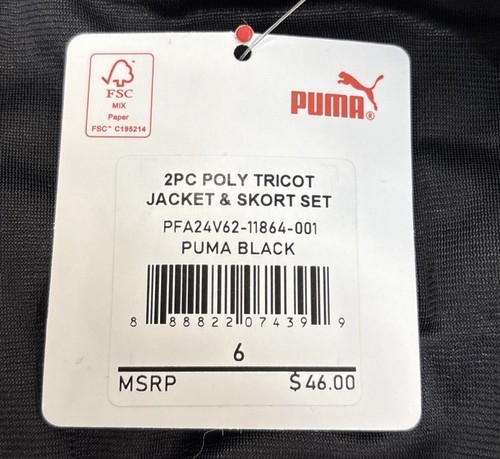 FSC
MIX
Paper
FSC™ C195214
PUMA®
2PC POLY TRICOT
JACKET & SKORT SET
PFA24V62-11864-001
PUMA BLACK
8 88822 07439 9
6
MSRP $46.00